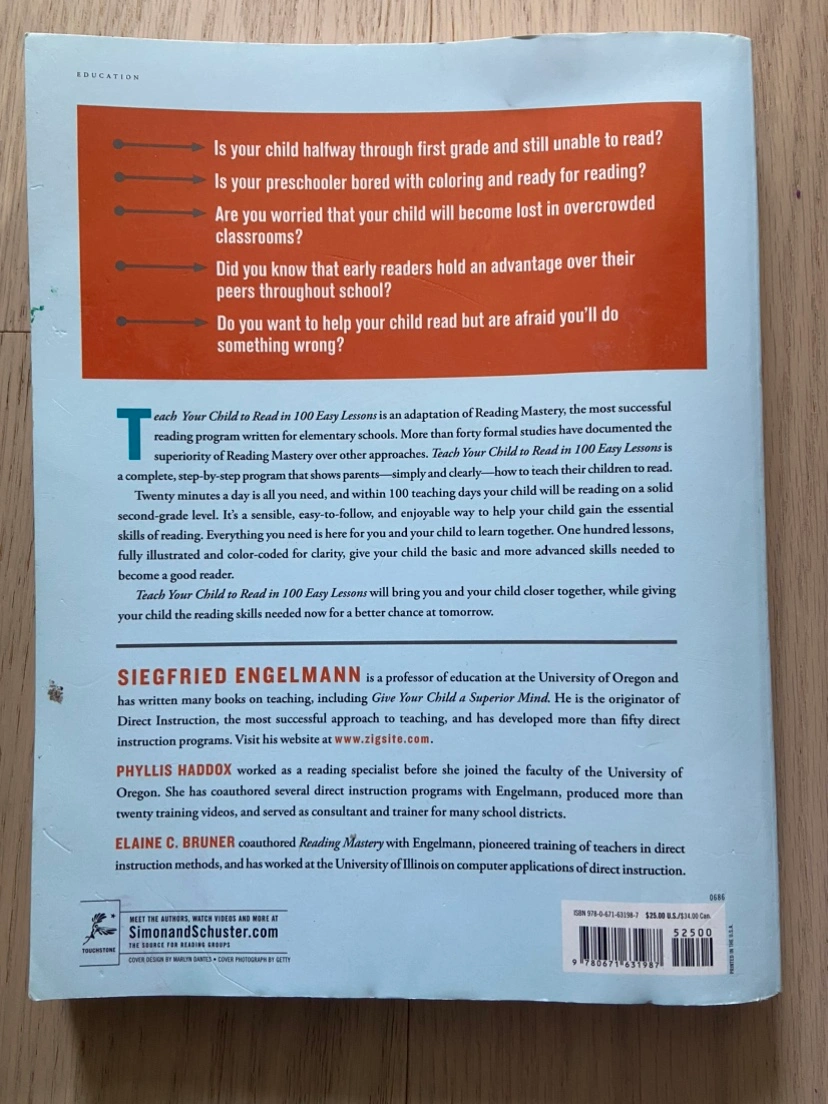 EDUCATION
Is your child halfway through first grade and still unable to read?
Is your preschooler bored with coloring and ready for reading?
Are you worried that your child will become lost in overcrowded
classrooms?
Did you know that early readers hold an advantage over their
peers throughout school?
Do you want to help your child read but are afraid you'll do
something wrong?
Teach Your Child to Read in 100 Easy Lessons is an adaptation of Reading Mastery, the most successful
reading program written for elementary schools. More than forty formal studies have documented the
superiority of Reading Mastery over other approaches. Teach Your Child to Read in 100 Easy Lessons is
a complete, step-by-step program that shows parents—simply and clearly—how to teach their children to read.
Twenty minutes a day is all you need, and within 100 teaching days your child will be reading on a solid
second-grade level. It's a sensible, easy-to-follow, and enjoyable way to help your child gain the essential
skills of reading. Everything you need is here for you and your child to learn together. One hundred lessons,
fully illustrated and color-coded for clarity, give your child the basic and more advanced skills needed to
become a good reader.
Teach Your Child to Read in 100 Easy Lessons will bring you and your child closer together, while giving
your child the reading skills needed now for a better chance at tomorrow.
SIEGFRIED ENGELMANN is a professor of education at the University of Oregon and
has written many books on teaching, including Give Your Child a Superior Mind. He is the originator of
Direct Instruction, the most successful approach to teaching, and has developed more than fifty direct
instruction programs. Visit his website at www.zigsite.com.
PHYLLIS HADDOX worked as a reading specialist before she joined the faculty of the University of
Oregon. She has coauthored several direct instruction programs with Engelmann, produced more than
twenty training videos, and served as consultant and trainer for many school districts.
ELAINE C. BRUNER coauthored Reading Mastery with Engelmann, pioneered training of teachers in direct
instruction methods, and has worked at the University of Illinois on computer applications of direct instruction.
TOUCHSTONE
MEET THE AUTHORS, WATCH VIDEOS AND MORE AT
SimonandSchuster.com
THE SOURCE FOR READING GROUPS
COVER DESIGN BY MARLYN DANTES • COVER PHOTOGRAPH BY GETTY
0686
ISBN 978-0-671-63198-7 $25.00 U.S./$34.00 Can.
52500
9 780671 631987
PRINTED IN THE U.S.A.